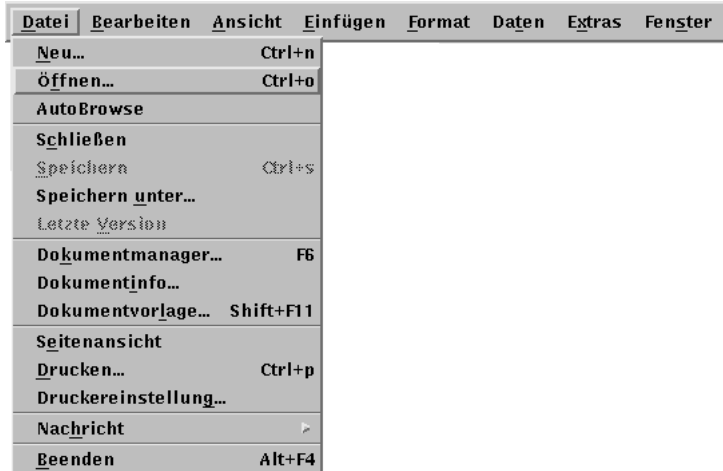 Datei Bearbeiten Ansicht Einfügen Format Daten Extras Fenster
Neu... Ctrl+n
Öffnen... Ctrl+o
AutoBrowse
Schließen
Speichern Ctrl+s
Speichern unter...
Letzte Version
Dokumentmanager... F6
Dokumentinfo...
Dokumentvorlage... Shift+F11
Seitenansicht
Drucken... Ctrl+p
Druckereinstellung...
Nachricht
Beenden Alt+F4